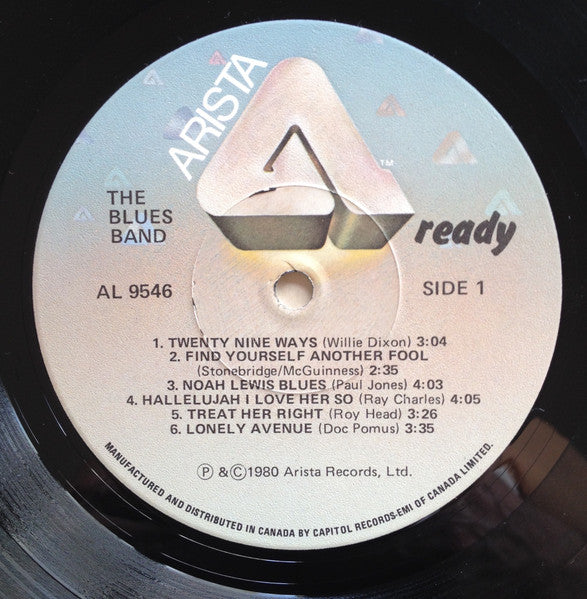 ARISTA
TM
THE
BLUES
BAND
ready
AL 9546
SIDE 1
1. TWENTY NINE WAYS (Willie Dixon) 3:04
2. FIND YOURSELF ANOTHER FOOL
(Stonebridge/McGuinness) 2:35
3. NOAH LEWIS BLUES (Paul Jones) 4:03
4. HALLELUJAH I LOVE HER SO (Ray Charles) 4:05
5. TREAT HER RIGHT (Roy Head) 3:26
6. LONELY AVENUE (Doc Pomus) 3:35
Ⓟ & Ⓒ 1980 Arista Records, Ltd.
MANUFACTURED AND DISTRIBUTED IN CANADA BY CAPITOL RECORDS-EMI OF CANADA LIMITED.